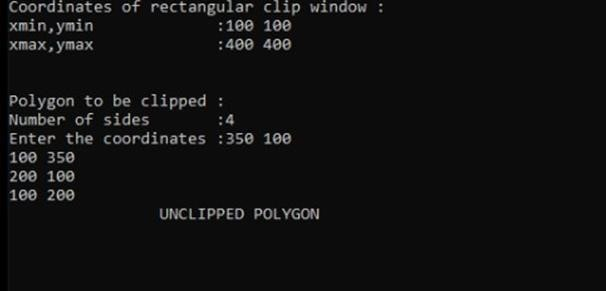 Coordinates of rectangular clip window :
xmin,ymin :100 100
xmax,ymax :400 400
Polygon to be clipped :
Number of sides :4
Enter the coordinates :350 100
100 350
200 100
100 200
UNCLIPPED POLYGON